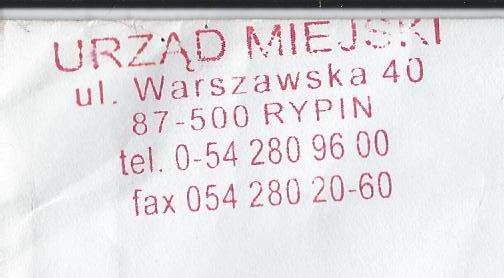 URZĄD MIEJSKI
ul. Warszawska 40
87-500 RYPIN
tel. 0-54 280 96 00
fax 054 280 20-60